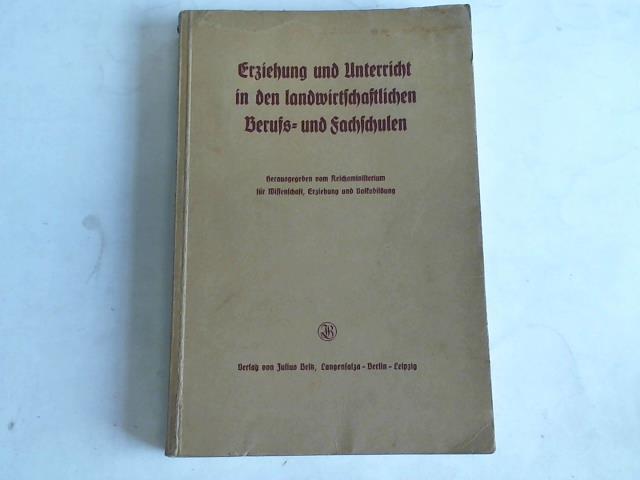 Erziehung und Unterricht
in den landwirtschaftlichen
Berufs- und Fachschulen
Herausgegeben vom Reichsministerium
für Wissenschaft, Erziehung und Volksbildung
JB
Verlag von Julius Beltz, Langensalza - Berlin - Leipzig